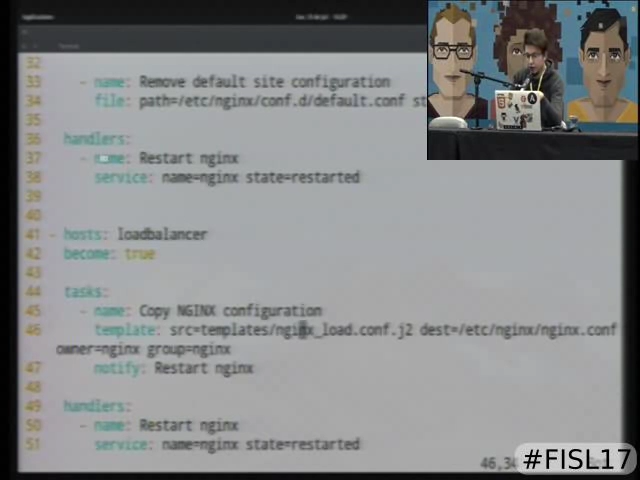 32
33 - name: Remove default site configuration
34 file: path=/etc/nginx/conf.d/default.conf st
35
36 handlers:
37 - name: Restart nginx
38 service: name=nginx state=restarted
39
40
41 - hosts: loadbalancer
42 become: true
43
44 tasks:
45 - name: Copy NGINX configuration
46 template: src=templates/nginx_load.conf.j2 dest=/etc/nginx/nginx.conf
owner=nginx group=nginx
47 notify: Restart nginx
48
49 handlers:
50 - name: Restart nginx
51 service: name=nginx state=restarted
#FISL17